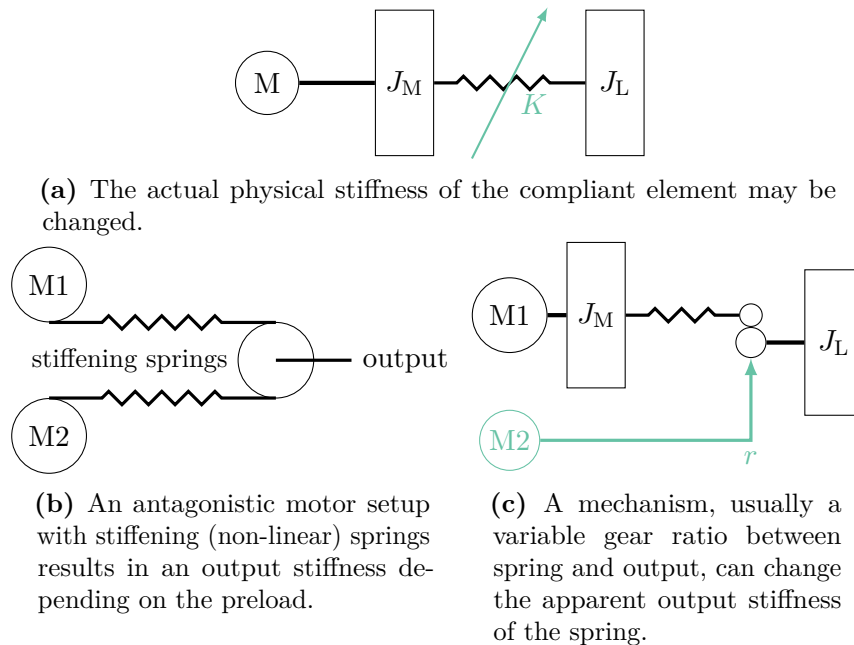 M J_M K J_L
(a) The actual physical stiffness of the compliant element may be
changed.
M1
stiffening springs output
M2
(b) An antagonistic motor setup
with stiffening (non-linear) springs
results in an output stiffness de-
pending on the preload.
M1 J_M J_L
M2 r
(c) A mechanism, usually a
variable gear ratio between
spring and output, can change
the apparent output stiffness
of the spring.